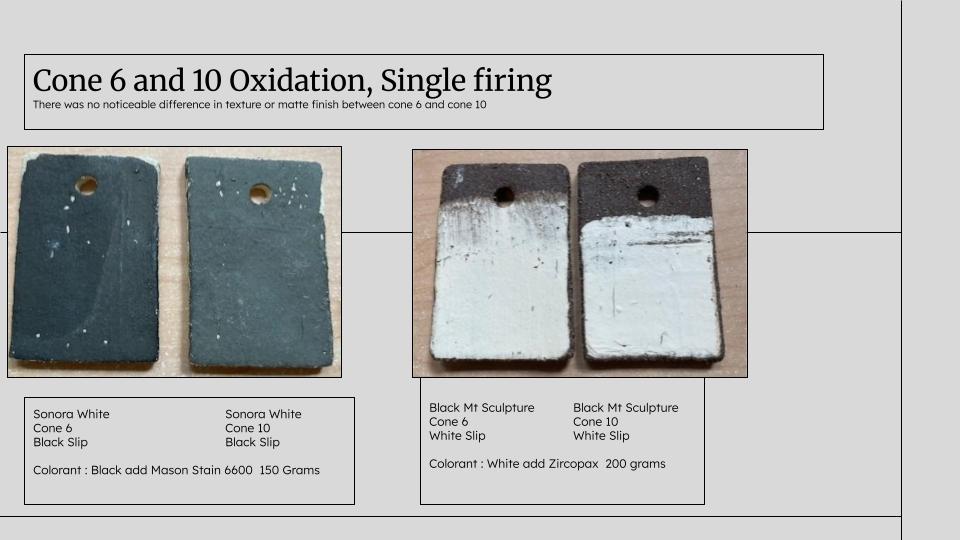 Cone 6 and 10 Oxidation, Single firing
There was no noticeable difference in texture or matte finish between cone 6 and cone 10
Sonora White
Cone 6
Black Slip
Sonora White
Cone 10
Black Slip
Colorant : Black add Mason Stain 6600  150 Grams
Black Mt Sculpture
Cone 6
White Slip
Black Mt Sculpture
Cone 10
White Slip
Colorant : White add Zircopax  200 grams